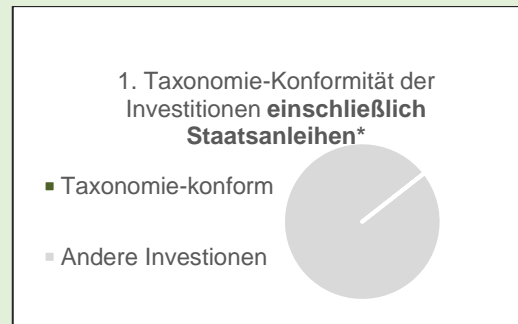 1. Taxonomie-Konformität der
Investitionen einschließlich
Staatsanleihen*
Taxonomie-konform
Andere Investionen